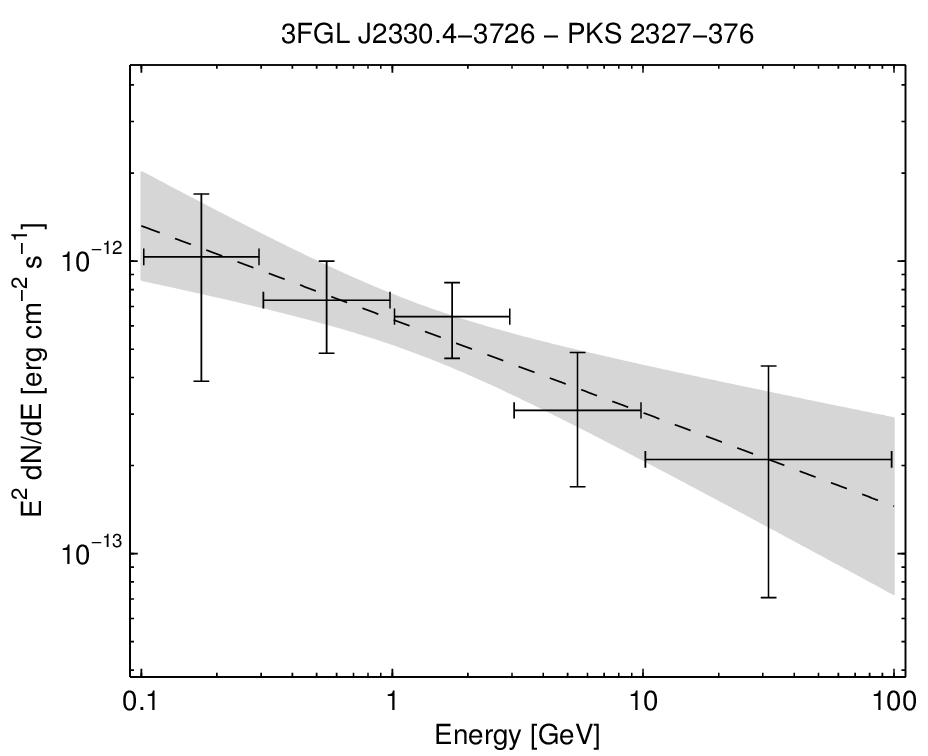 3FGL J2330.4−3726 − PKS 2327−376
E² dN/dE [erg cm⁻² s⁻¹]
10⁻¹²
10⁻¹³
0.1 1 10 100
Energy [GeV]